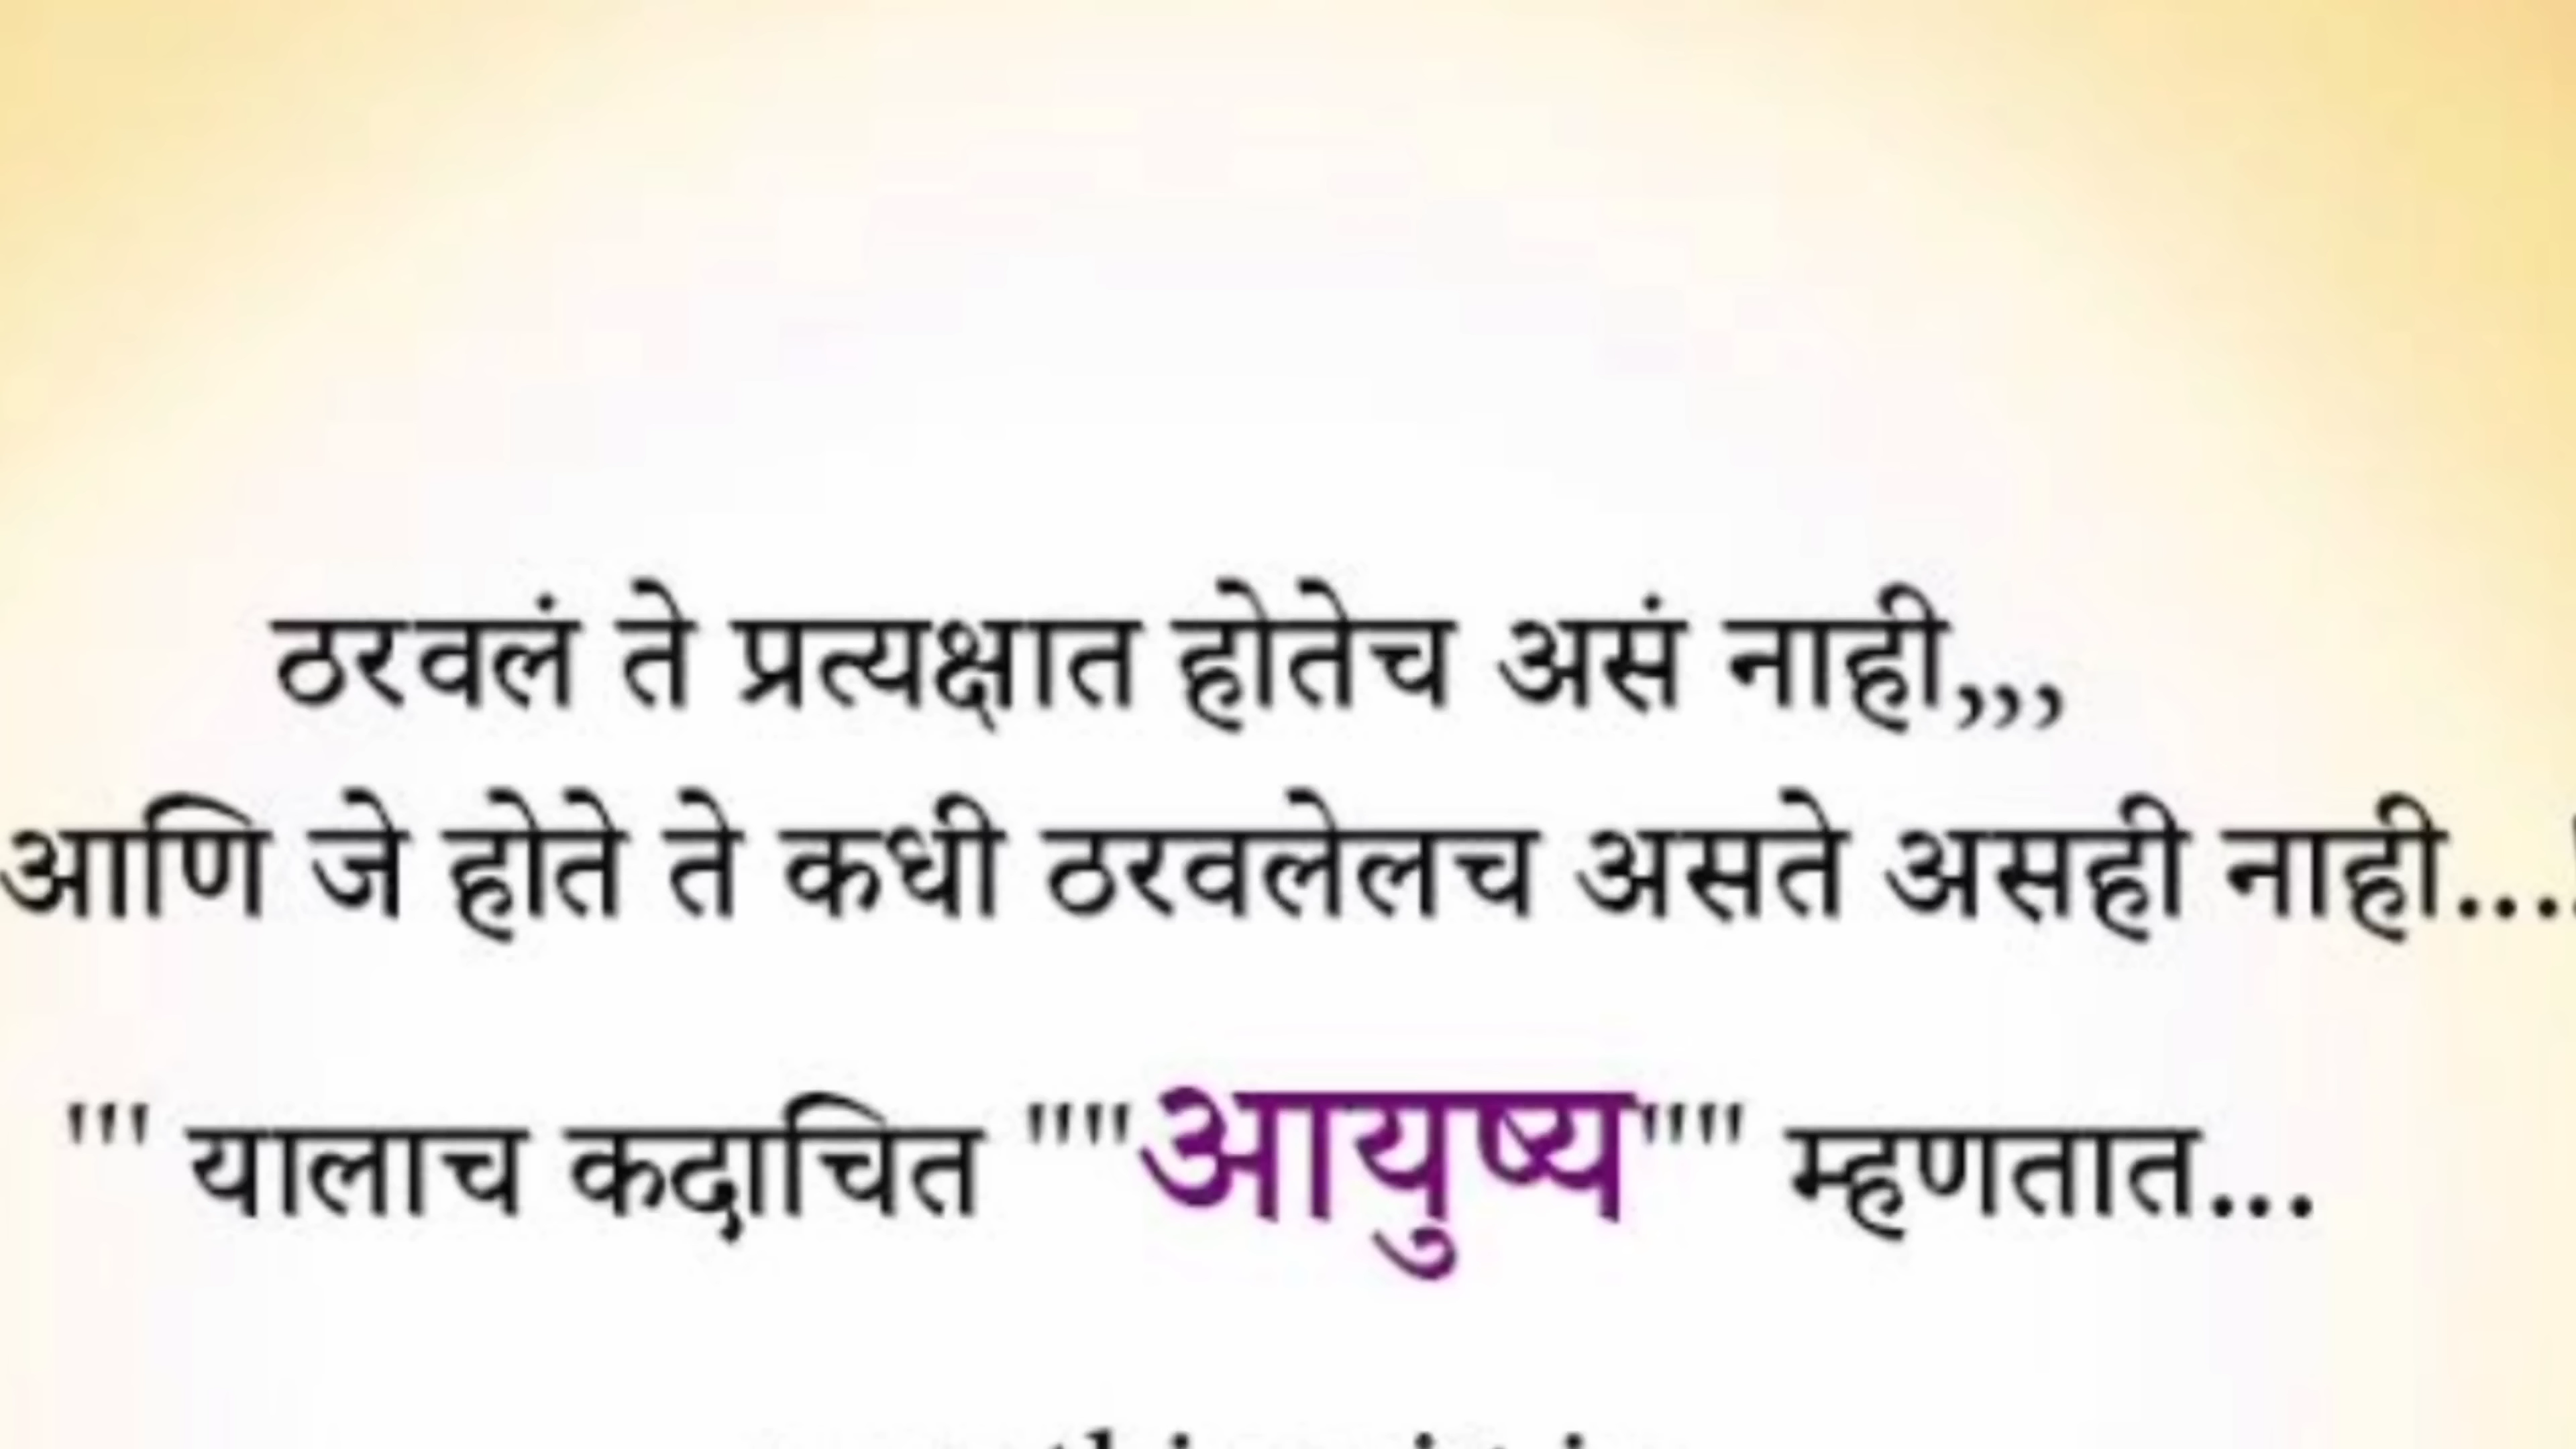 ठरवलं ते प्रत्यक्षात होतेच असं नाही,,,
आणि जे होते ते कधी ठरवलेलच असते असही नाही...!
''' यालाच कदाचित """आयुष्य""" म्हणतात...